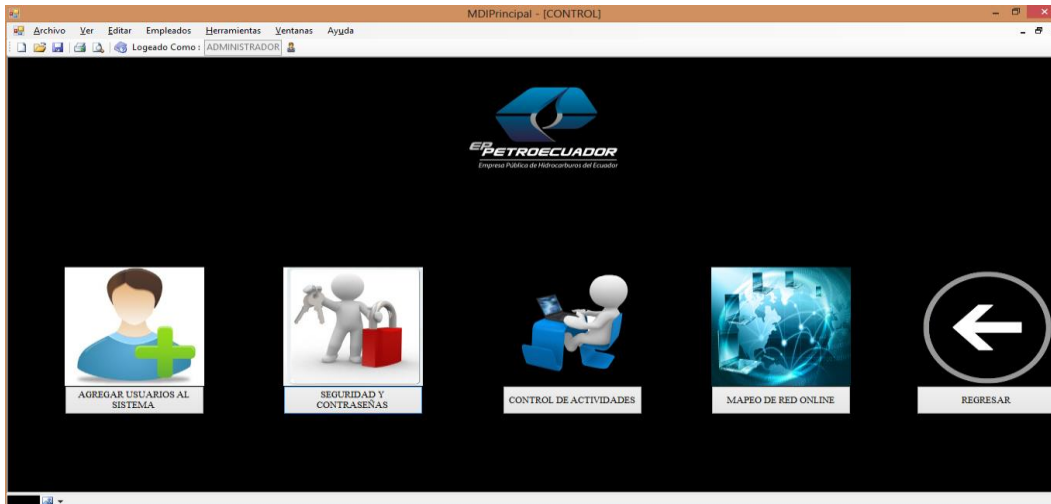 MDIPrincipal - [CONTROL]
Archivo Ver Editar Empleados Herramientas Ventanas Ayuda
Logeado Como : ADMINISTRADOR
EP PETROECUADOR
Empresa Pública de Hidrocarburos del Ecuador
AGREGAR USUARIOS AL
SISTEMA
SEGURIDAD Y
CONTRASEÑAS
CONTROL DE ACTIVIDADES
MAPEO DE RED ONLINE
REGRESAR